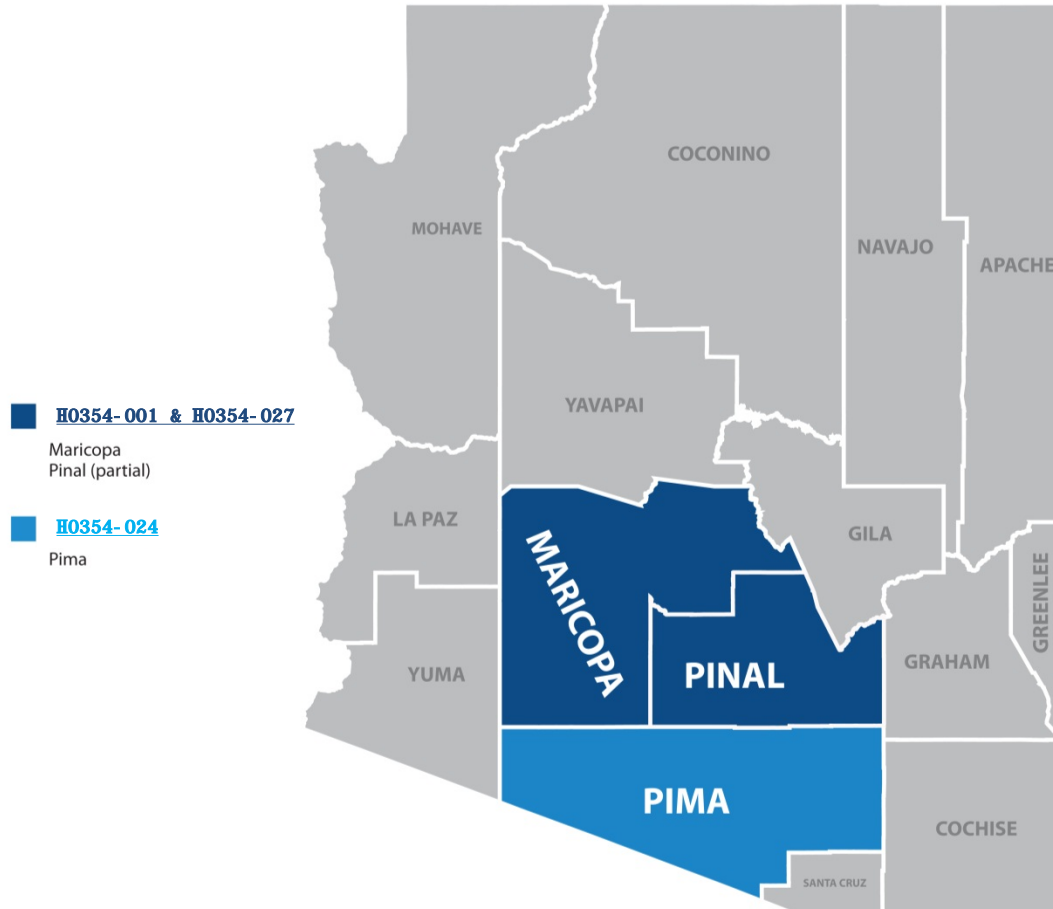 COCONINO
MOHAVE
NAVAJO
APACHE
H0354-001 & H0354-027
Maricopa
Pinal (partial)
H0354-024
Pima
YAVAPAI
LA PAZ
GILA
MARICOPA
GREENLEE
YUMA
PINAL
GRAHAM
PIMA
COCHISE
SANTA CRUZ